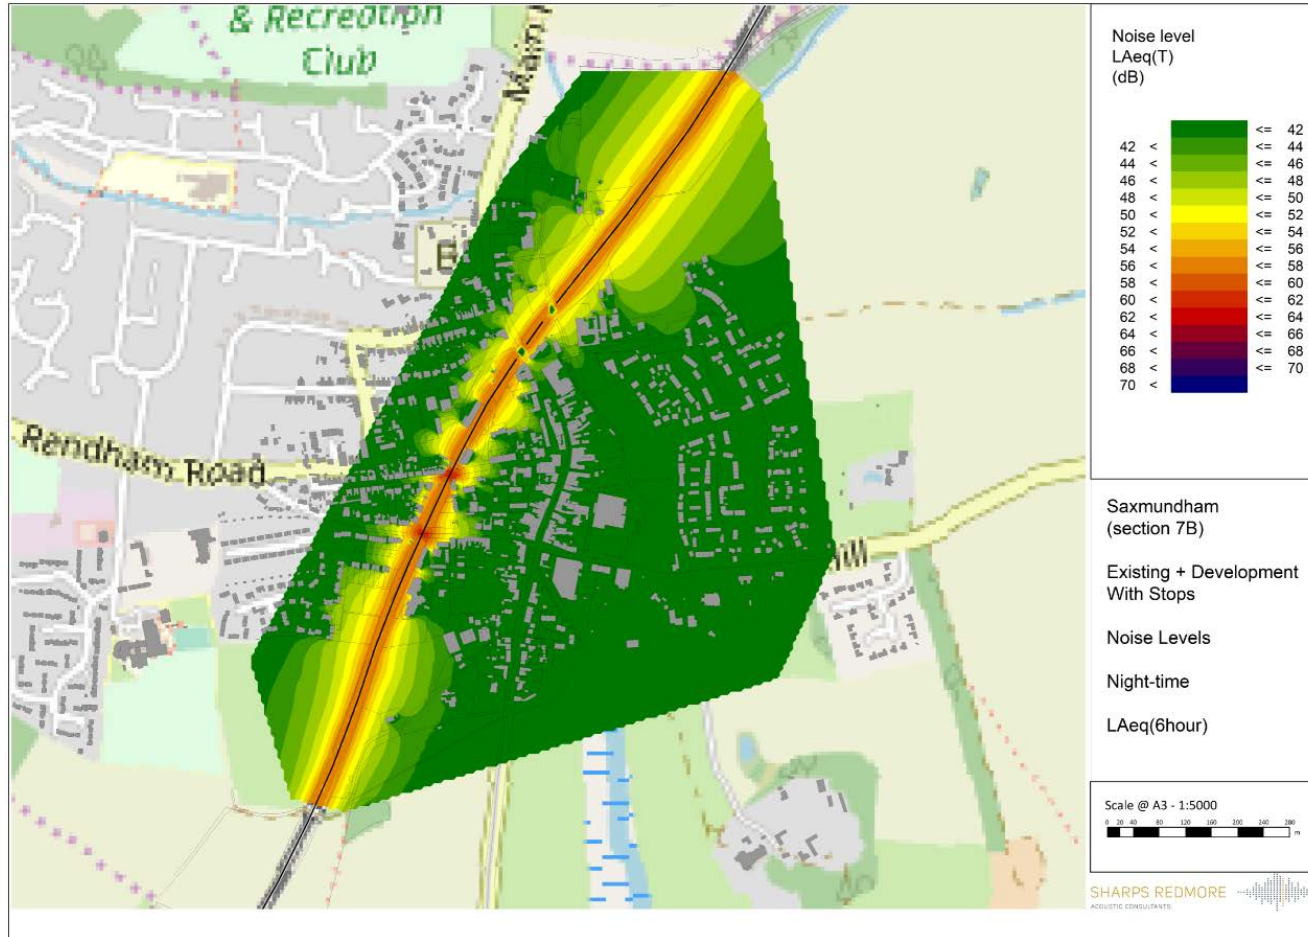 & Recreation
Club
Main
B
Rendham Road
Hill
Noise level
LAeq(T)
(dB)
<= 42
42 < <= 44
44 < <= 46
46 < <= 48
48 < <= 50
50 < <= 52
52 < <= 54
54 < <= 56
56 < <= 58
58 < <= 60
60 < <= 62
62 < <= 64
64 < <= 66
66 < <= 68
68 < <= 70
70 <
Saxmundham
(section 7B)
Existing + Development
With Stops
Noise Levels
Night-time
LAeq(6hour)
Scale @ A3 - 1:5000
0 20 40 80 120 160 200 240 280
m
SHARPS REDMORE
ACOUSTIC CONSULTANTS